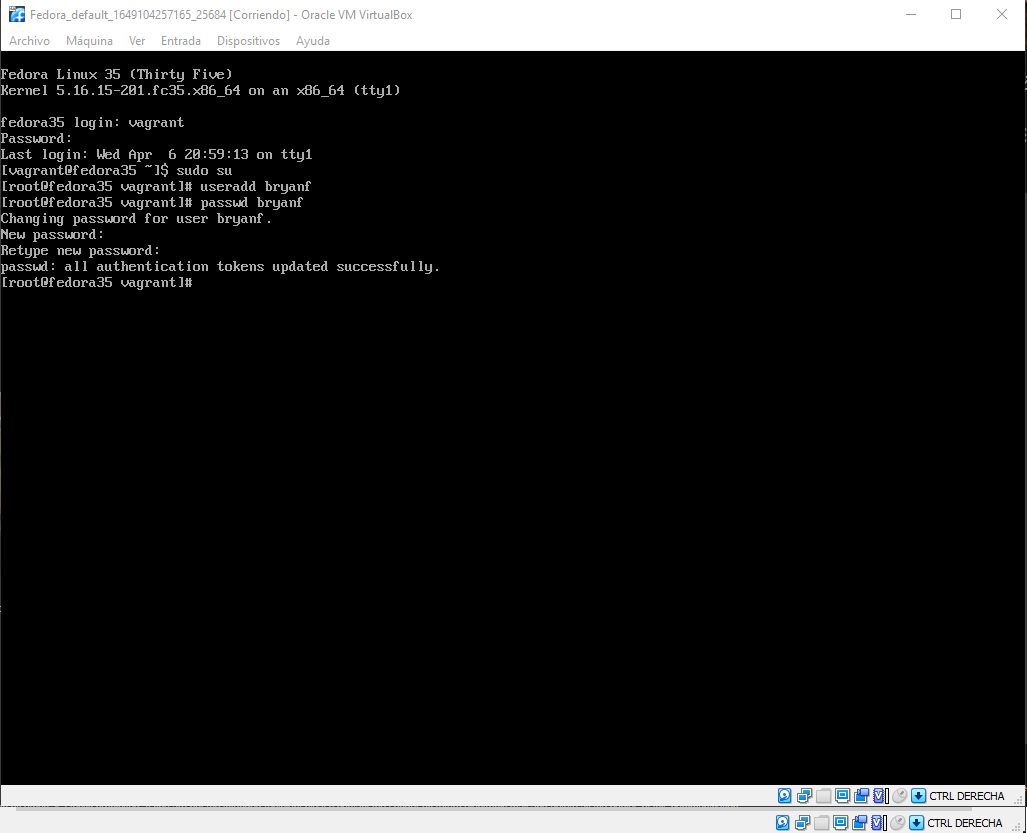 Fedora_default_1649104257165_25684 [Corriendo] - Oracle VM VirtualBox
Archivo Máquina Ver Entrada Dispositivos Ayuda
Fedora Linux 35 (Thirty Five)
Kernel 5.16.15-201.fc35.x86_64 on an x86_64 (tty1)
fedora35 login: vagrant
Password:
Last login: Wed Apr  6 20:59:13 on tty1
[vagrant@fedora35 ~]$ sudo su
[root@fedora35 vagrant]# useradd bryanf
[root@fedora35 vagrant]# passwd bryanf
Changing password for user bryanf.
New password:
Retype new password:
passwd: all authentication tokens updated successfully.
[root@fedora35 vagrant]#
CTRL DERECHA
CTRL DERECHA